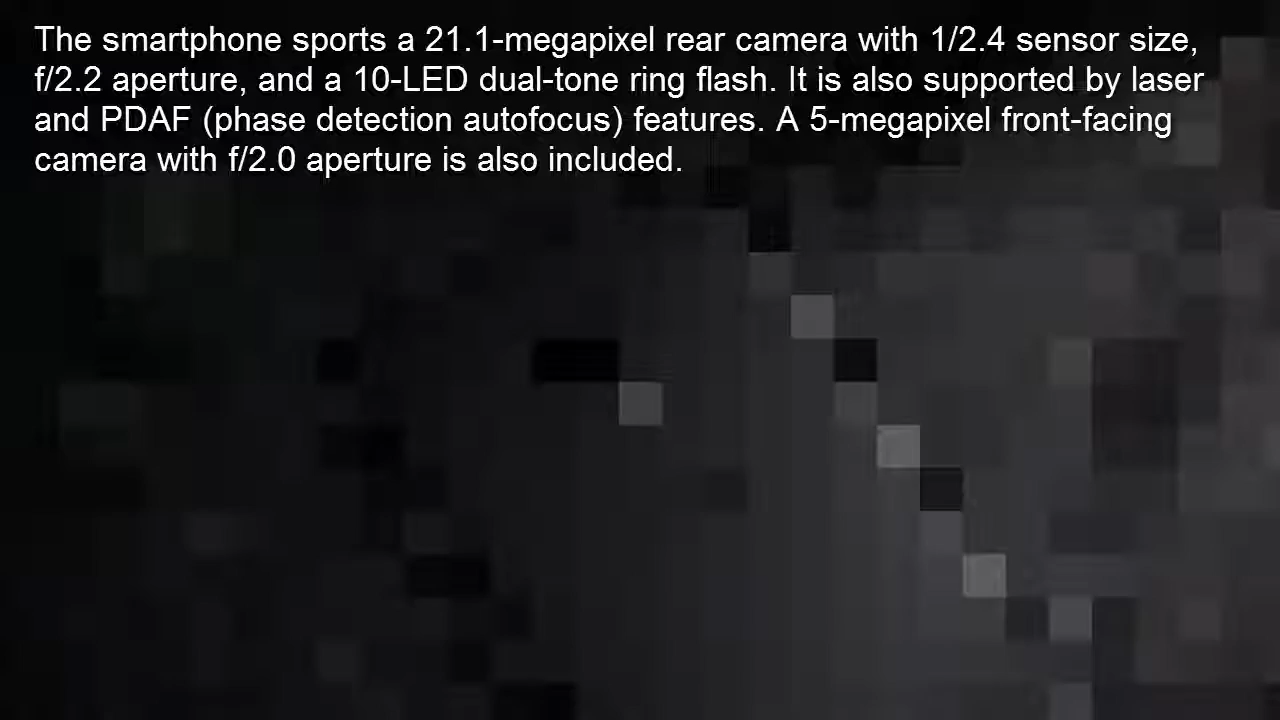 The smartphone sports a 21.1-megapixel rear camera with 1/2.4 sensor size,
f/2.2 aperture, and a 10-LED dual-tone ring flash. It is also supported by laser
and PDAF (phase detection autofocus) features. A 5-megapixel front-facing
camera with f/2.0 aperture is also included.